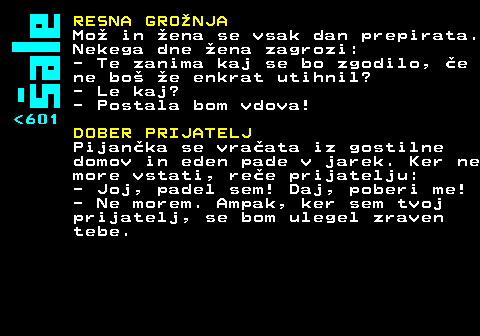 šale
<601
RESNA GROŽNJA
Mož in žena se vsak dan prepirata.
Nekega dne žena zagrozi:
- Te zanima kaj se bo zgodilo, če
ne boš že enkrat utihnil?
- Le kaj?
- Postala bom vdova!
DOBER PRIJATELJ
Pijančka se vračata iz gostilne
domov in eden pade v jarek. Ker ne
more vstati, reče prijatelju:
- Joj, padel sem! Daj, poberi me!
- Ne morem. Ampak, ker sem tvoj
prijatelj, se bom ulegel zraven
tebe.